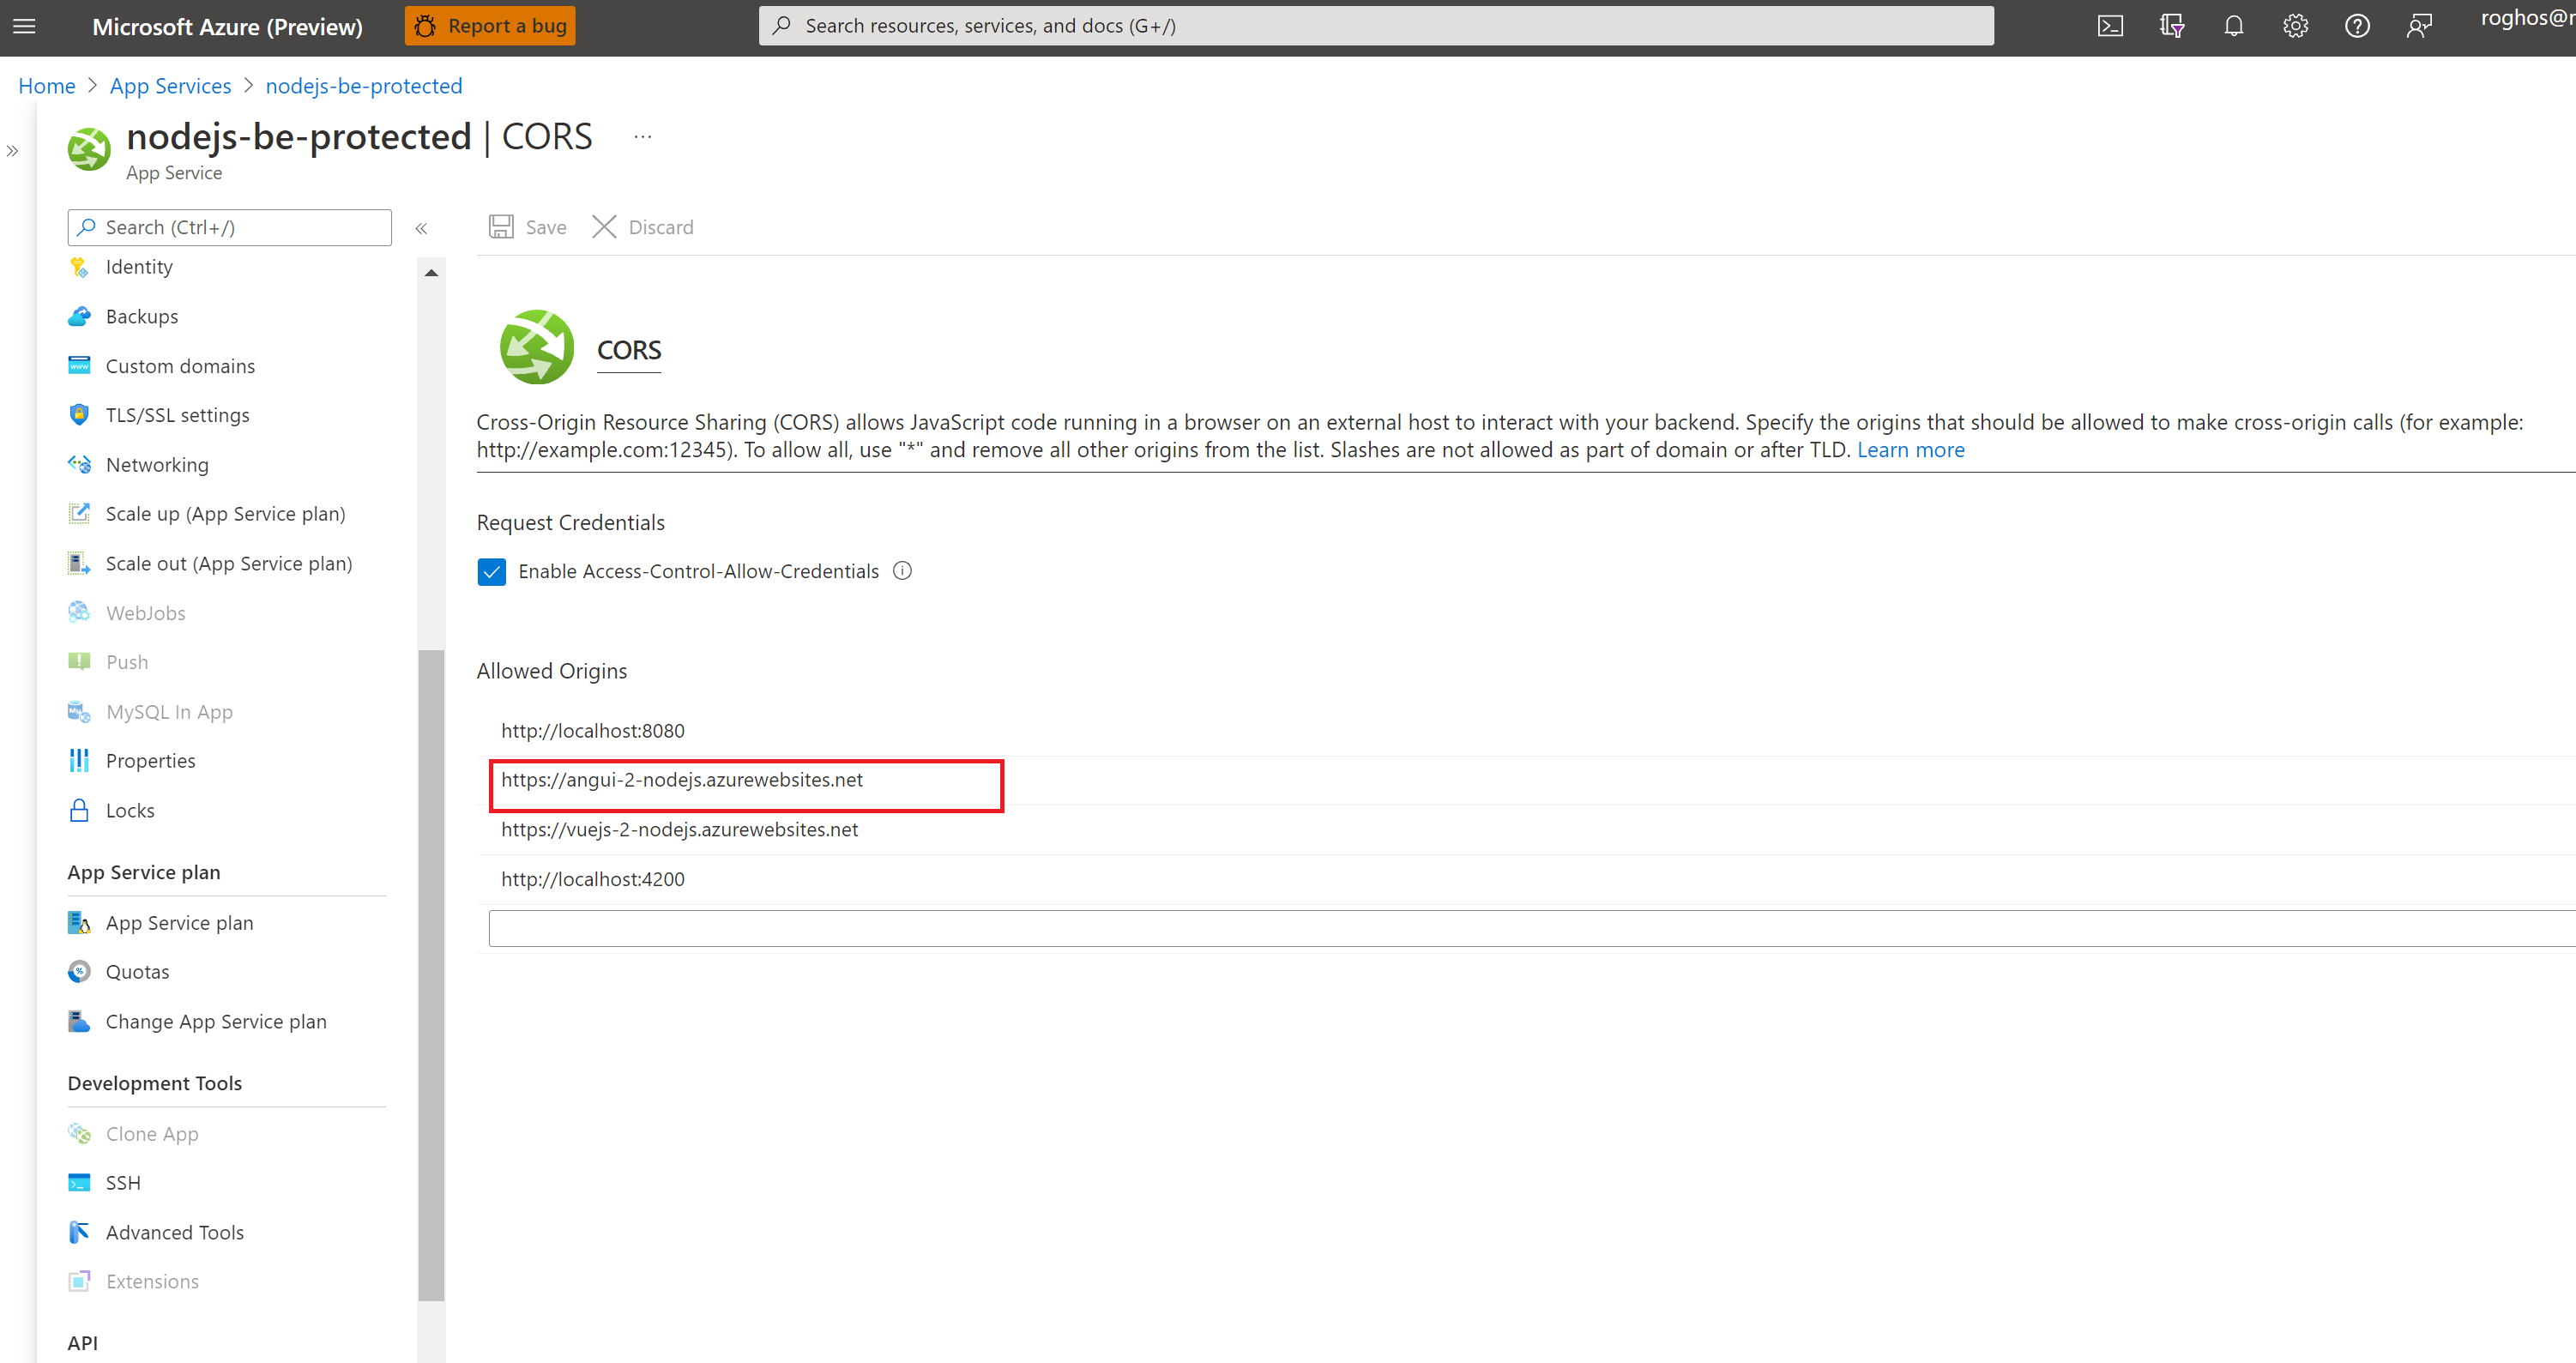 Microsoft Azure (Preview)
Report a bug
Search resources, services, and docs (G+/)
Home > App Services > nodejs-be-protected
nodejs-be-protected | CORS ...
App Service
Search (Ctrl+/)
Identity
Backups
Custom domains
TLS/SSL settings
Networking
Scale up (App Service plan)
Scale out (App Service plan)
WebJobs
Push
MySQL In App
Properties
Locks
App Service plan
App Service plan
Quotas
Change App Service plan
Development Tools
Clone App
SSH
Advanced Tools
Extensions
API
Save
Discard
CORS
Cross-Origin Resource Sharing (CORS) allows JavaScript code running in a browser on an external host to interact with your backend. Specify the origins that should be allowed to make cross-origin calls (for example:
http://example.com:12345). To allow all, use "*" and remove all other origins from the list. Slashes are not allowed as part of domain or after TLD. Learn more
Request Credentials
Enable Access-Control-Allow-Credentials
Allowed Origins
http://localhost:8080
https://angui-2-nodejs.azurewebsites.net
https://vuejs-2-nodejs.azurewebsites.net
http://localhost:4200